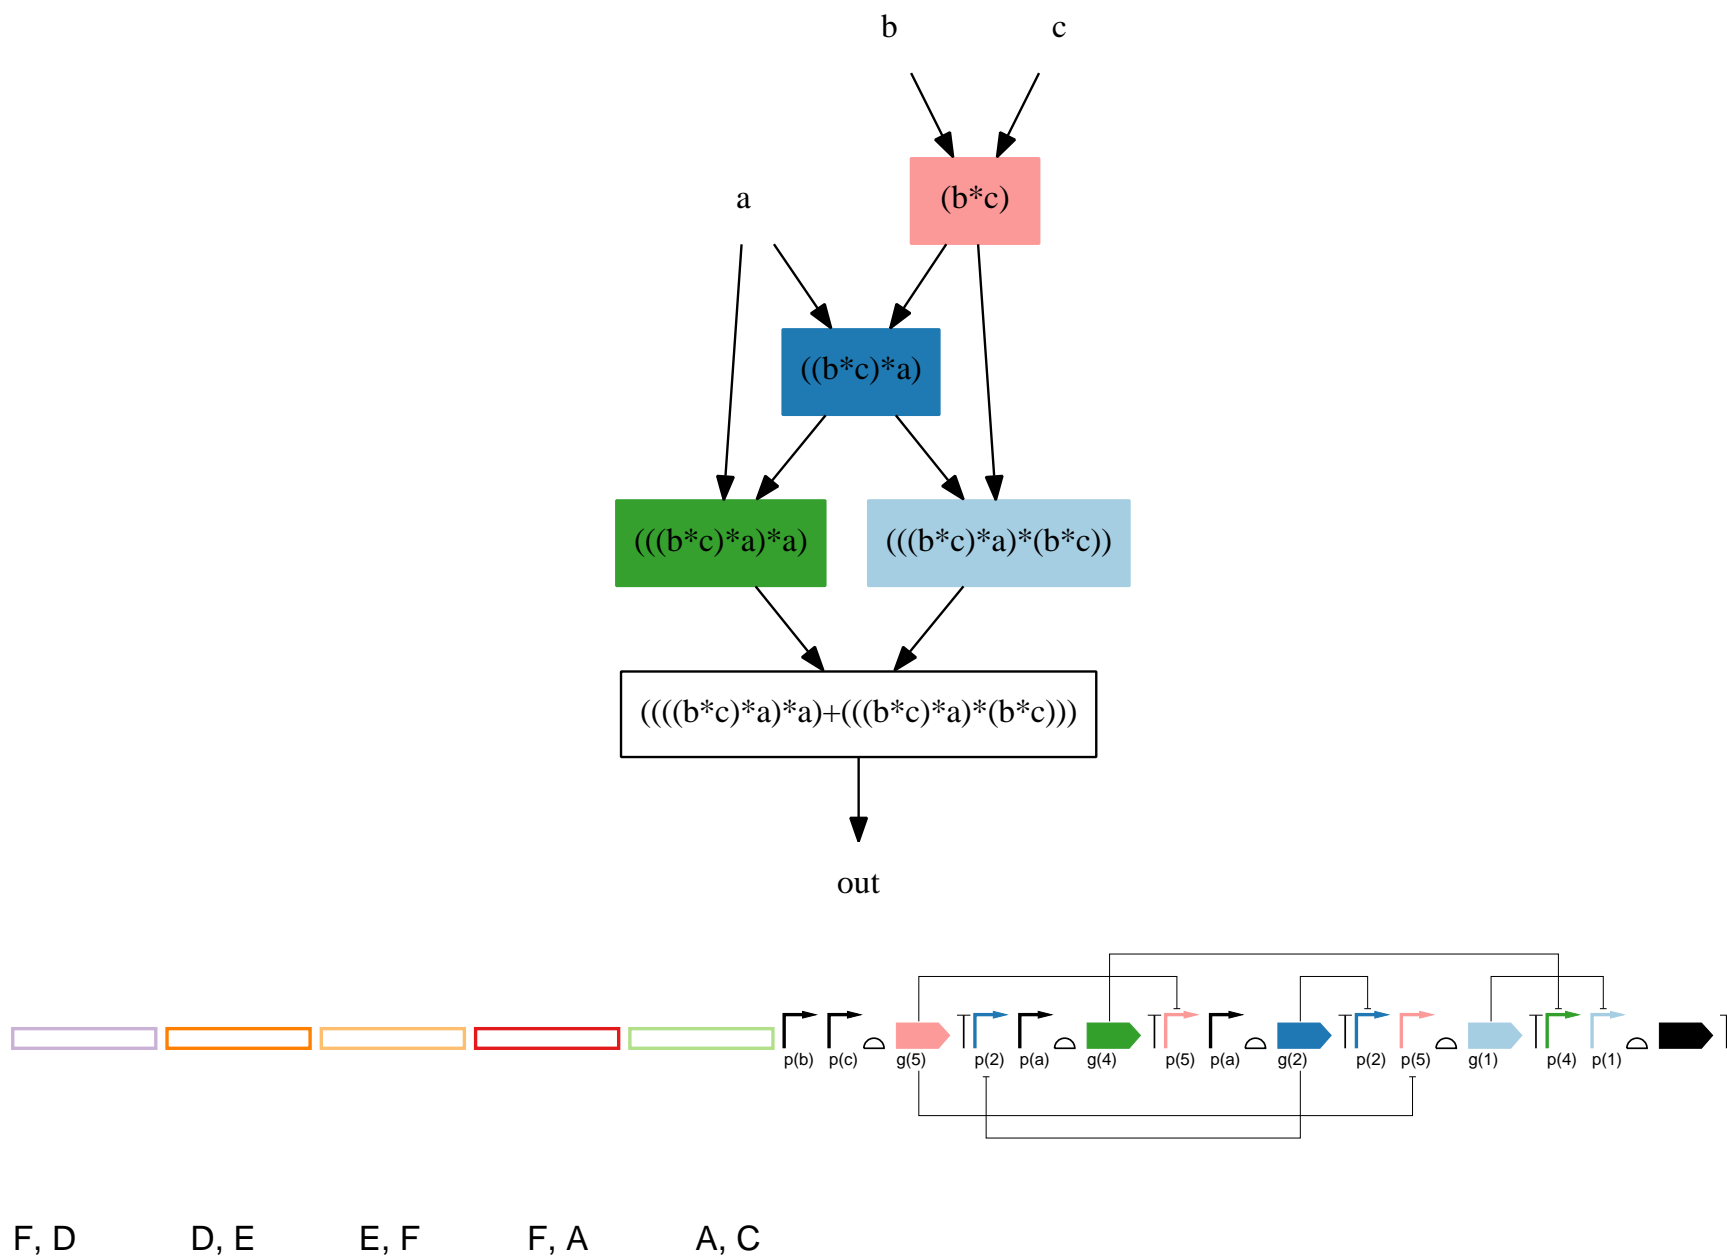 b c
a (b*c)
((b*c)*a)
(((b*c)*a)*a) (((b*c)*a)*(b*c))
((((b*c)*a)*a)+(((b*c)*a)*(b*c)))
out
p(b) p(c) g(5) p(2) p(a) g(4) p(5) p(a) g(2) p(2) p(5) g(1) p(4) p(1)
F, D D, E E, F F, A A, C